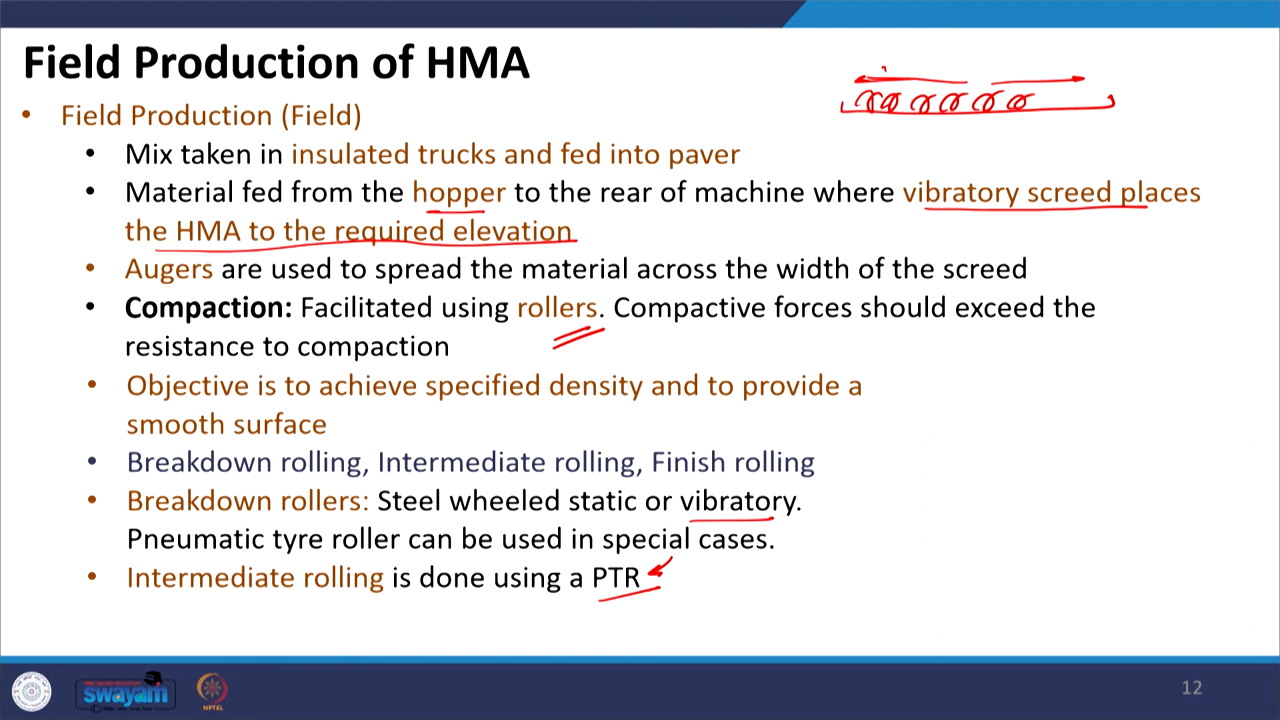 Field Production of HMA
• Field Production (Field)
• Mix taken in insulated trucks and fed into paver
• Material fed from the hopper to the rear of machine where vibratory screed places
the HMA to the required elevation
• Augers are used to spread the material across the width of the screed
• Compaction: Facilitated using rollers. Compactive forces should exceed the
resistance to compaction
• Objective is to achieve specified density and to provide a
smooth surface
• Breakdown rolling, Intermediate rolling, Finish rolling
• Breakdown rollers: Steel wheeled static or vibratory.
Pneumatic tyre roller can be used in special cases.
• Intermediate rolling is done using a PTR
swayam
NPTEL
12